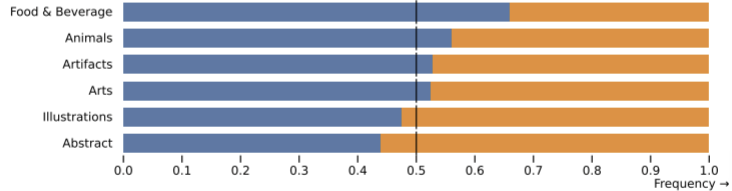 Food & Beverage
Animals
Artifacts
Arts
Illustrations
Abstract
0.0 0.1 0.2 0.3 0.4 0.5 0.6 0.7 0.8 0.9 1.0
Frequency →